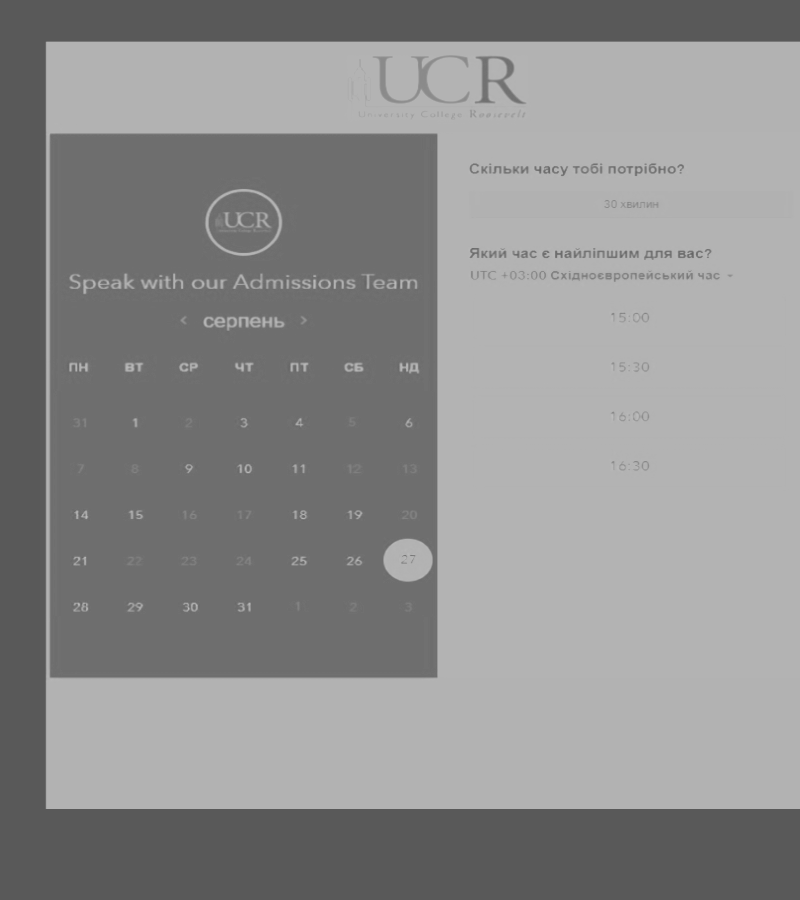 UCR
University College Roosevelt
UCR
Speak with our Admissions Team
< серпень >
ПН ВТ СР ЧТ ПТ СБ НД
31 1 2 3 4 5 6
7 8 9 10 11 12 13
14 15 16 17 18 19 20
21 22 23 24 25 26 27
28 29 30 31 1 2 3
Скільки часу тобі потрібно?
30 хвилин
Який час є найліпшим для вас?
UTC +03:00 Східноєвропейський час
15:00
15:30
16:00
16:30